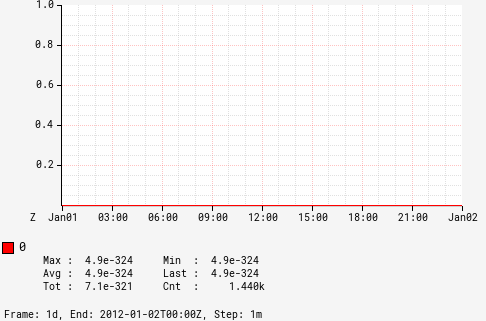 1.0
0.8
0.6
0.4
0.2
Z Jan01 03:00 06:00 09:00 12:00 15:00 18:00 21:00 Jan02
0
Max : 4.9e-324 Min : 4.9e-324
Avg : 4.9e-324 Last : 4.9e-324
Tot : 7.1e-321 Cnt : 1.440k
Frame: 1d, End: 2012-01-02T00:00Z, Step: 1m